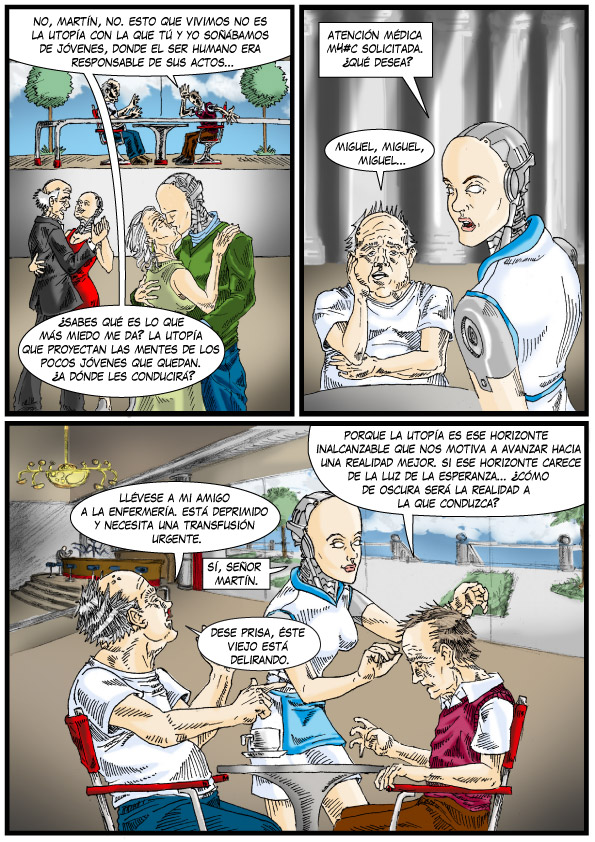 NO, MARTÍN, NO. ESTO QUE VIVIMOS NO ES
LA UTOPÍA CON LA QUE TÚ Y YO SOÑÁBAMOS
DE JÓVENES, DONDE EL SER HUMANO ERA
RESPONSABLE DE SUS ACTOS...
¿SABES QUÉ ES LO QUE
MÁS MIEDO ME DA? LA UTOPÍA
QUE PROYECTAN LAS MENTES DE LOS
POCOS JÓVENES QUE QUEDAN.
¿A DÓNDE LES CONDUCIRÁ?
ATENCIÓN MÉDICA
M4#C SOLICITADA.
¿QUÉ DESEA?
MIGUEL, MIGUEL,
MIGUEL...
PORQUE LA UTOPÍA ES ESE HORIZONTE
INALCANZABLE QUE NOS MOTIVA A AVANZAR HACIA
UNA REALIDAD MEJOR. SI ESE HORIZONTE CARECE
DE LA LUZ DE LA ESPERANZA... ¿CÓMO
DE OSCURA SERÁ LA REALIDAD A
LA QUE CONDUZCA?
LLÉVESE A MI AMIGO
A LA ENFERMERÍA. ESTÁ DEPRIMIDO
Y NECESITA UNA TRANSFUSIÓN
URGENTE.
SÍ, SEÑOR
MARTÍN.
DESE PRISA, ÉSTE
VIEJO ESTÁ
DELIRANDO.